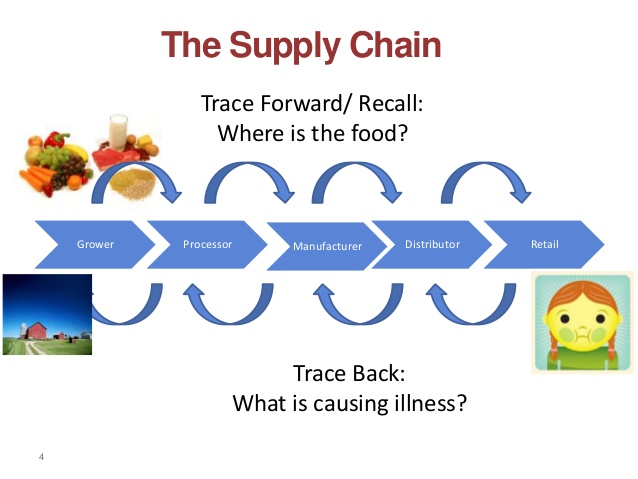 The Supply Chain
Trace Forward/ Recall:
Where is the food?
Grower
Processor
Manufacturer
Distributor
Retail
Trace Back:
What is causing illness?
4